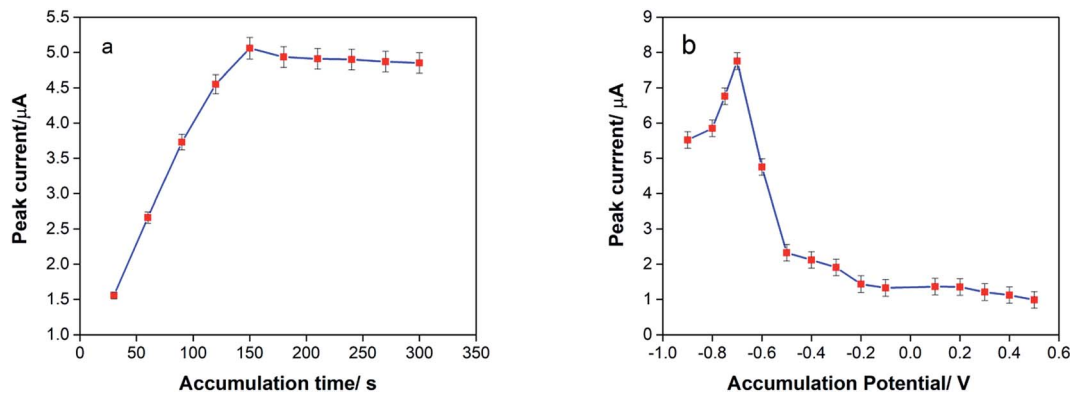 a
5.5
5.0
4.5
4.0
3.5
3.0
2.5
2.0
1.5
1.0
Peak current/μA
0 50 100 150 200 250 300 350
Accumulation time/ s
b
9
8
7
6
5
4
3
2
1
0
Peak currrent/ μA
-1.0 -0.8 -0.6 -0.4 -0.2 0.0 0.2 0.4 0.6
Accumulation Potential/ V